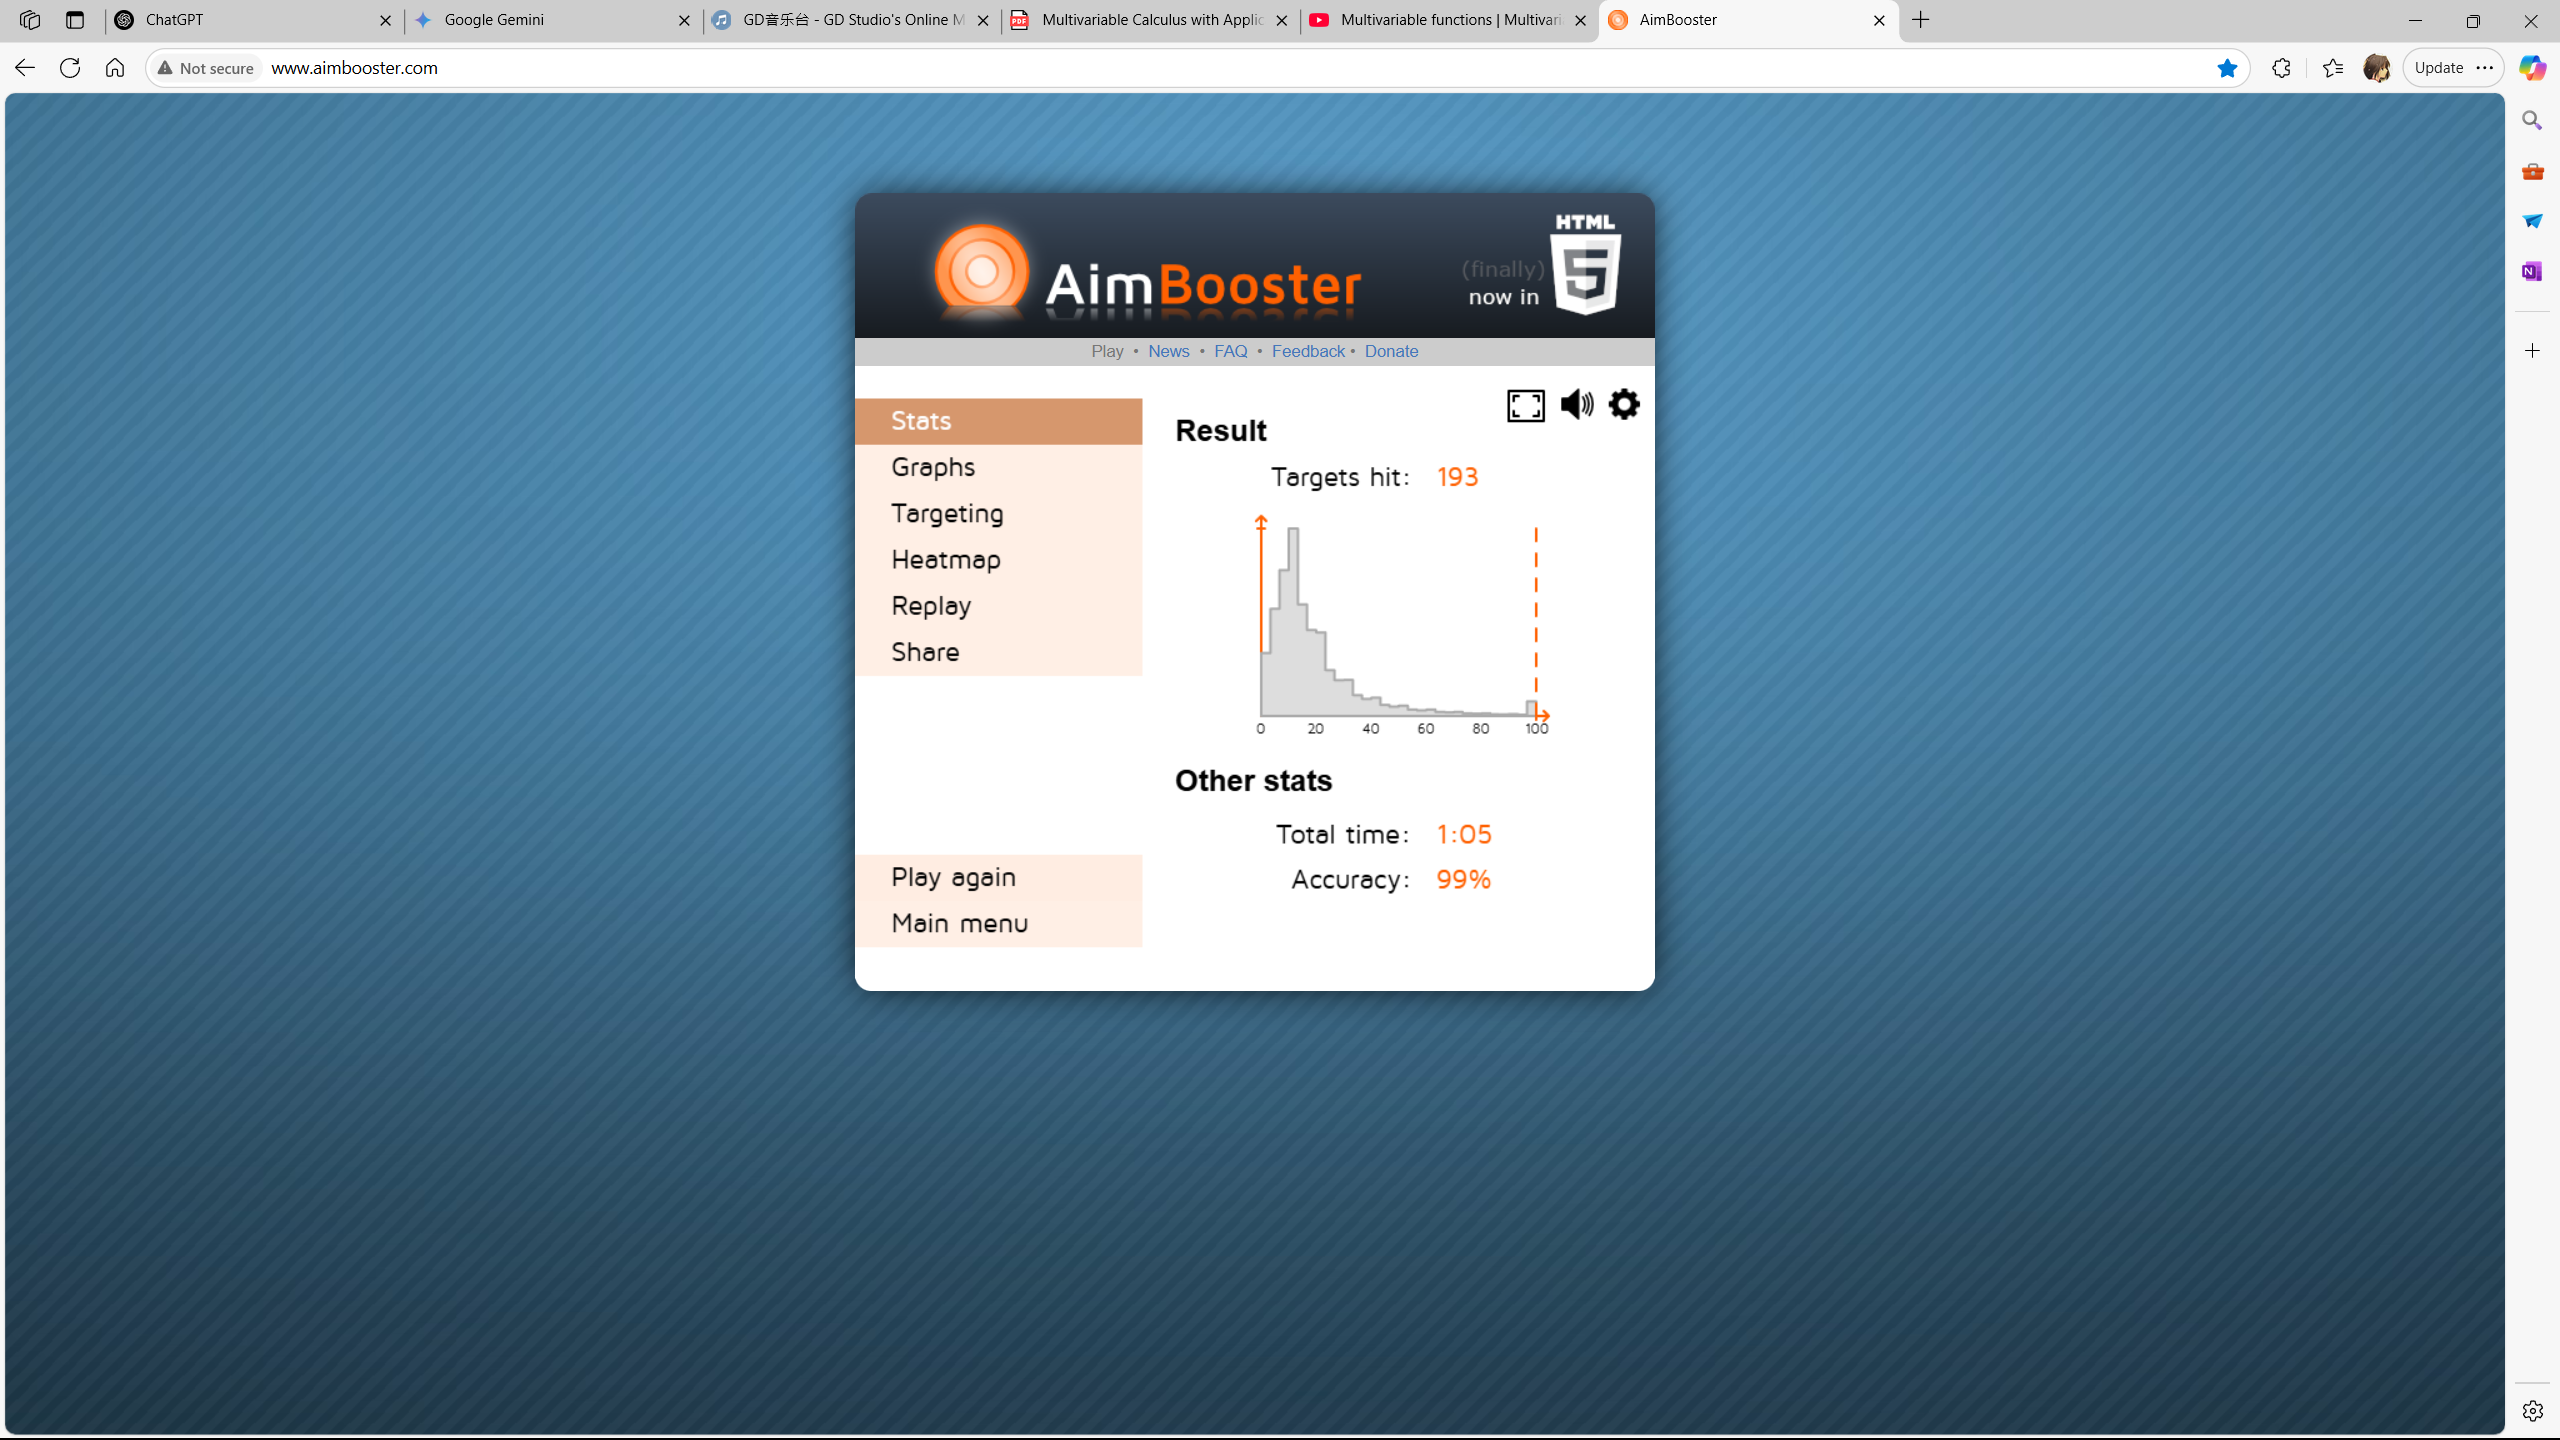 ChatGPT
Google Gemini
GD音乐台 - GD Studio's Online M
Multivariable Calculus with Applic
Multivariable functions | Multivari
AimBooster
Not secure
www.aimbooster.com
Update
AimBooster
HTML
5
(finally)
now in
Play • News • FAQ • Feedback • Donate
Stats
Graphs
Targeting
Heatmap
Replay
Share
Play again
Main menu
Result
Targets hit: 193
0 20 40 60 80 100
Other stats
Total time: 1:05
Accuracy: 99%